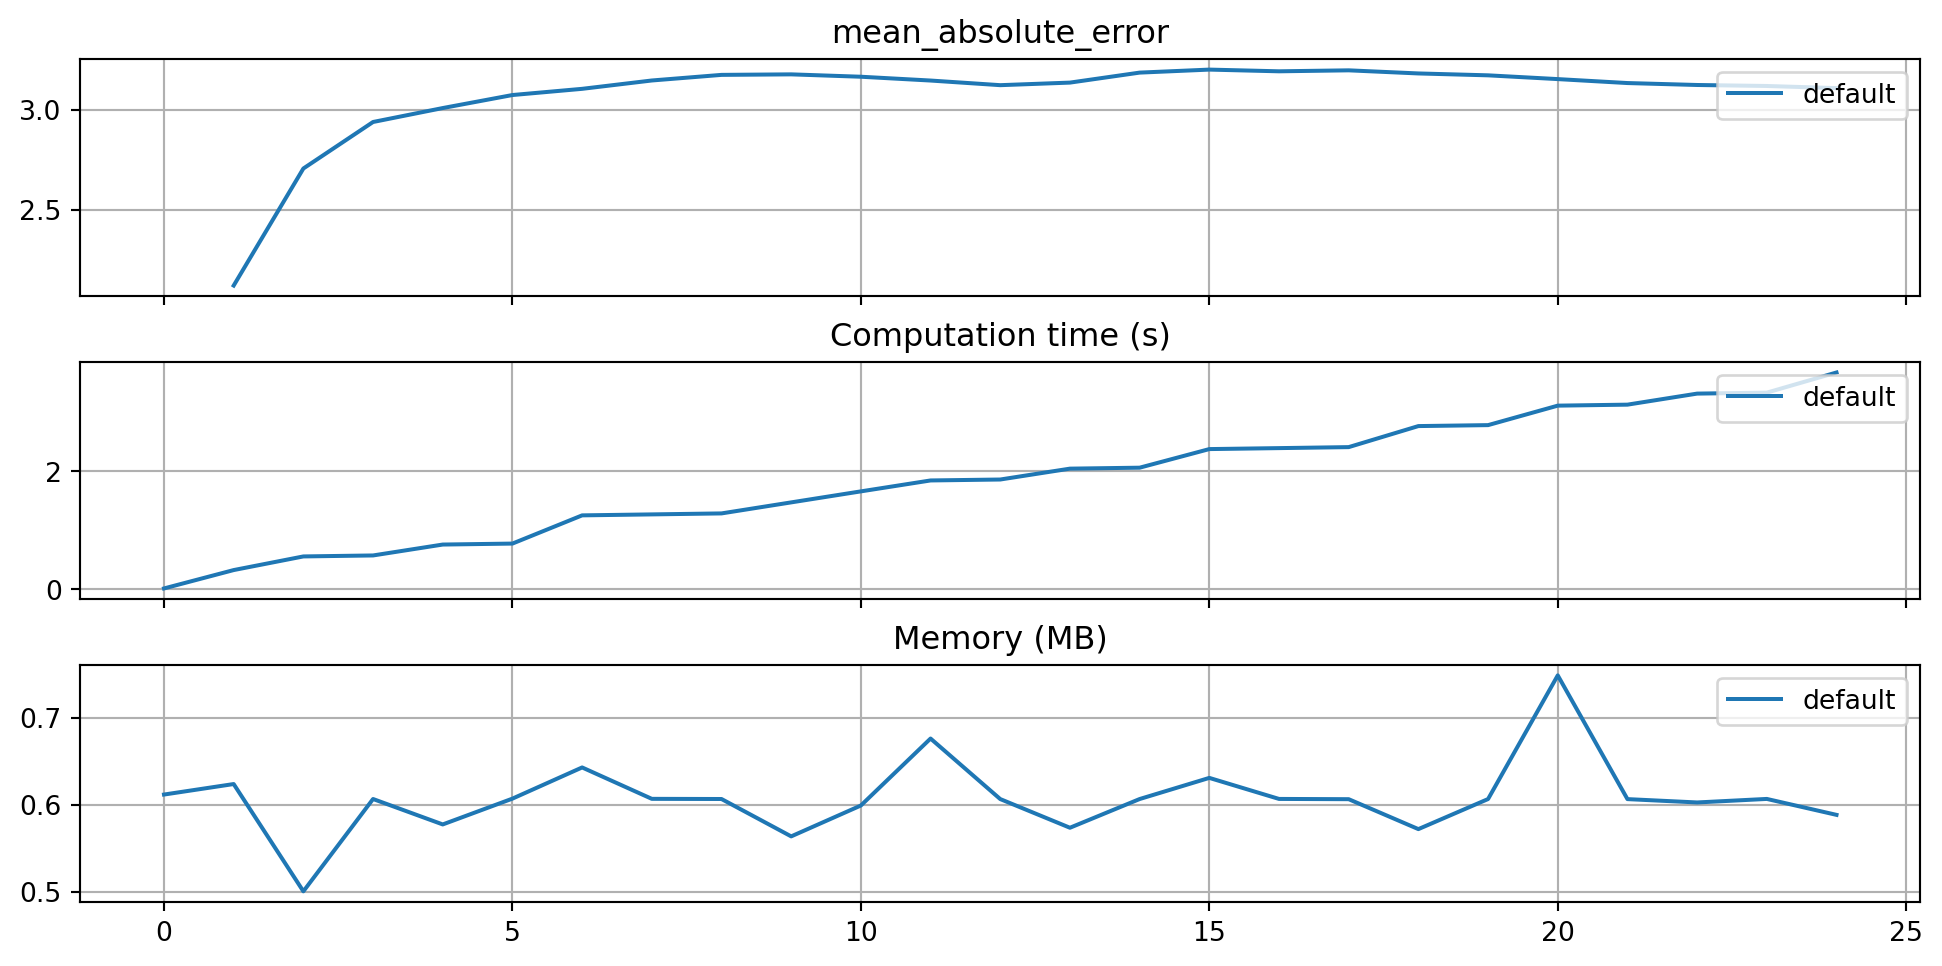 mean_absolute_error
3.0
2.5
default
Computation time (s)
2
0
default
Memory (MB)
0.7
0.6
0.5
default
0 5 10 15 20 25